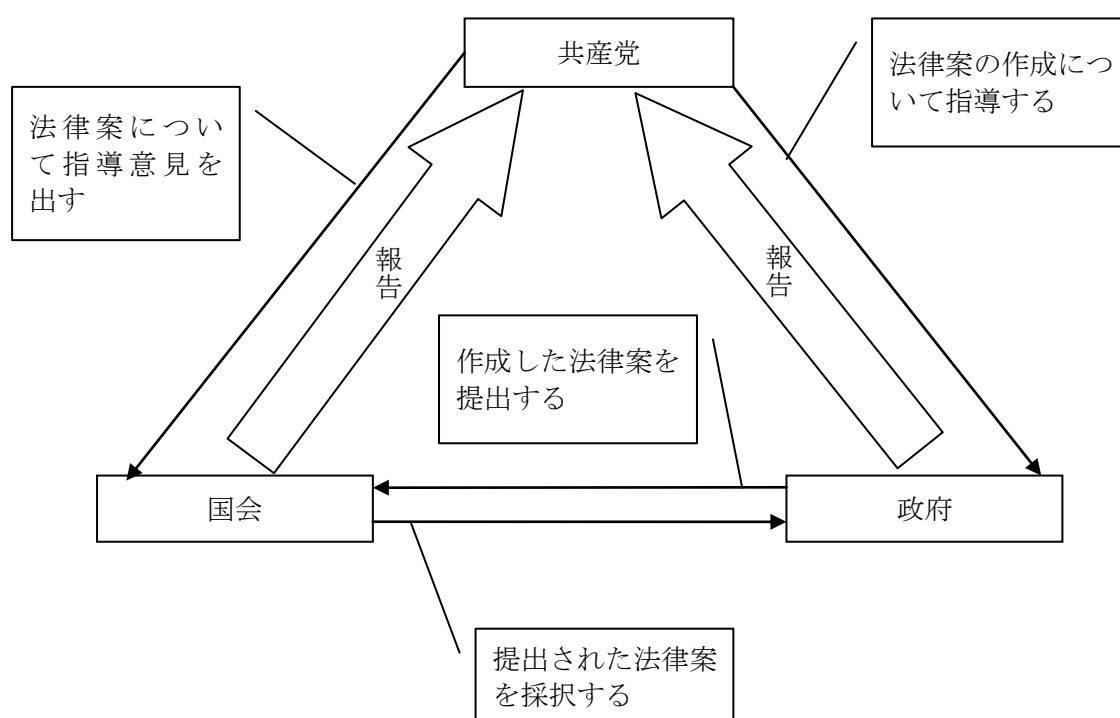 共産党
法律案の作成につ
いて指導する
法律案につい
て指導意見を
出す
報告
報告
作成した法律案を
提出する
国会
政府
提出された法律案
を採択する